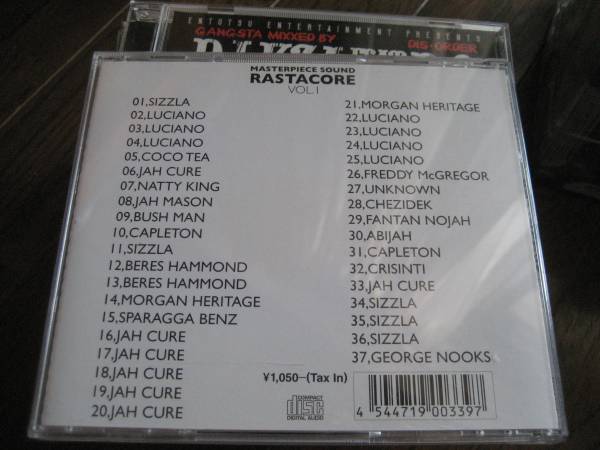 ENTOTSU ENTERTAINMENT PRESENTS
GANGSTA MIXXED BY DIS-ORDER
MASTERPIECE SOUND
RASTACORE
VOL.1
01,SIZZLA
02,LUCIANO
03,LUCIANO
04,LUCIANO
05,COCO TEA
06,JAH CURE
07,NATTY KING
08,JAH MASON
09,BUSH MAN
10,CAPLETON
11,SIZZLA
12,BERES HAMMOND
13,BERES HAMMOND
14,MORGAN HERITAGE
15,SPARAGGA BENZ
16,JAH CURE
17,JAH CURE
18,JAH CURE
19,JAH CURE
20,JAH CURE
21,MORGAN HERITAGE
22,LUCIANO
23,LUCIANO
24,LUCIANO
25,LUCIANO
26,FREDDY McGREGOR
27,UNKNOWN
28,CHEZIDEK
29,FANTAN NOJAH
30,ABIJAH
31,CAPLETON
32,CRISINTI
33,JAH CURE
34,SIZZLA
35,SIZZLA
36,SIZZLA
37,GEORGE NOOKS
¥1,050–(Tax In)
COMPACT
disc
DIGITAL AUDIO
4 544719 003397